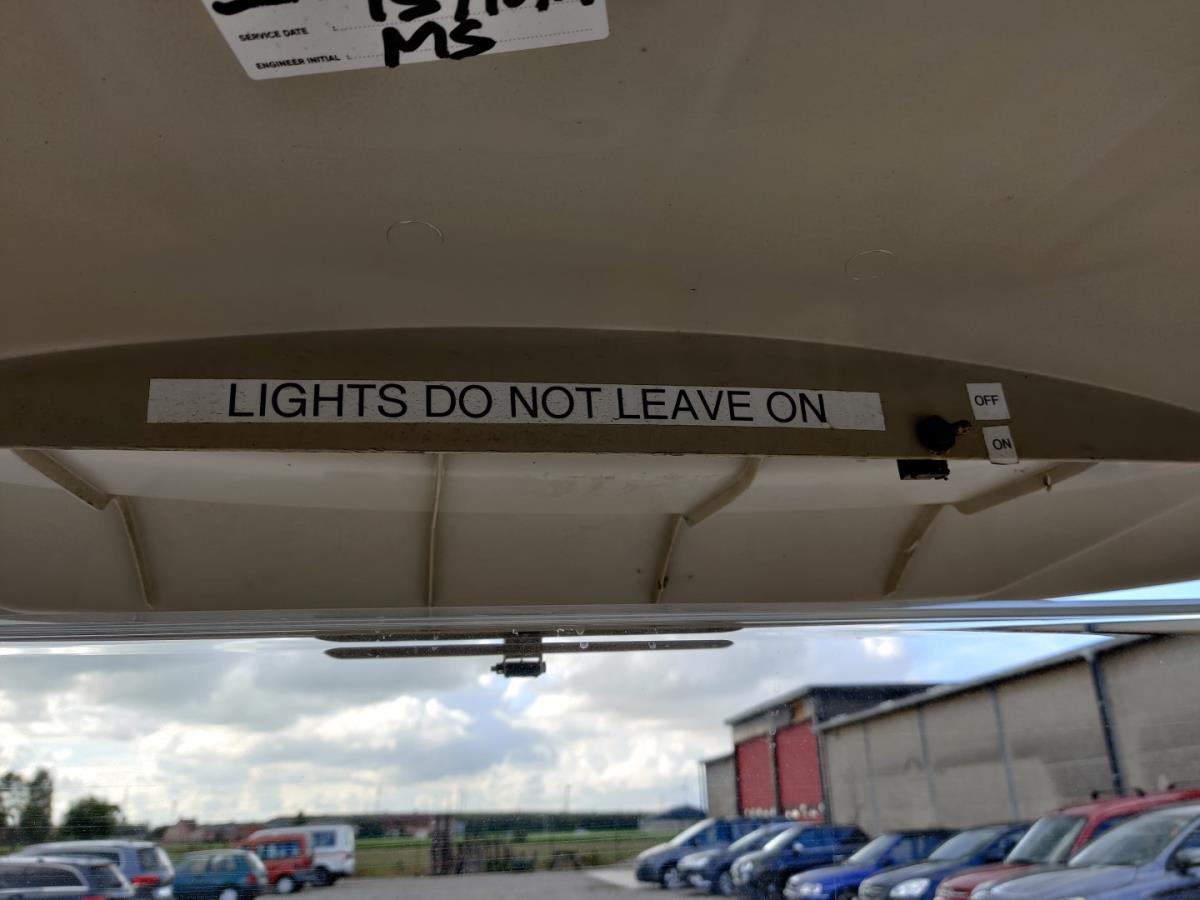 SERVICE DATE
MS
ENGINEER INITIAL
LIGHTS DO NOT LEAVE ON
OFF
ON